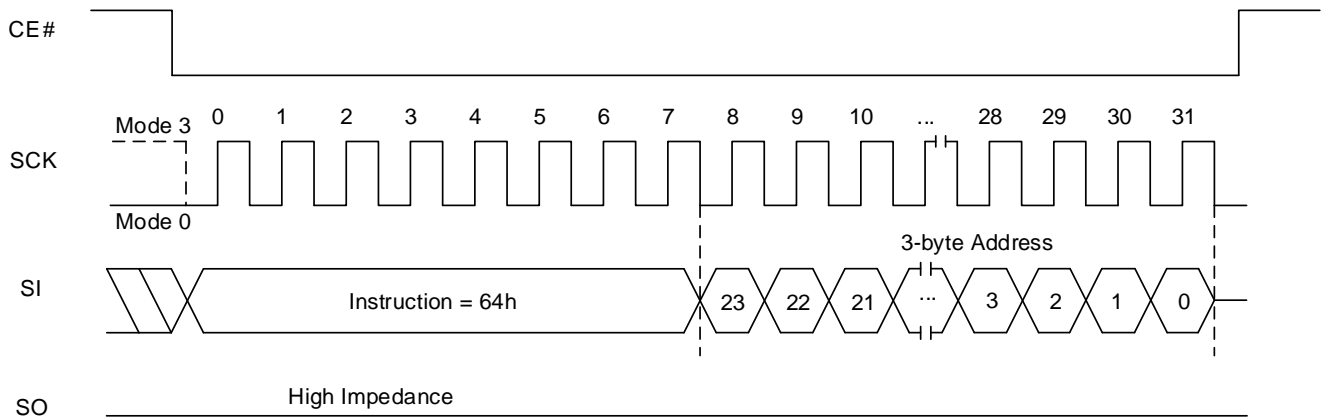 CE#
0 1 2 3 4 5 6 7 8 9 10 ... 28 29 30 31
Mode 3
SCK
Mode 0
3-byte Address
SI
Instruction = 64h
23 22 21 ... 3 2 1 0
High Impedance
SO